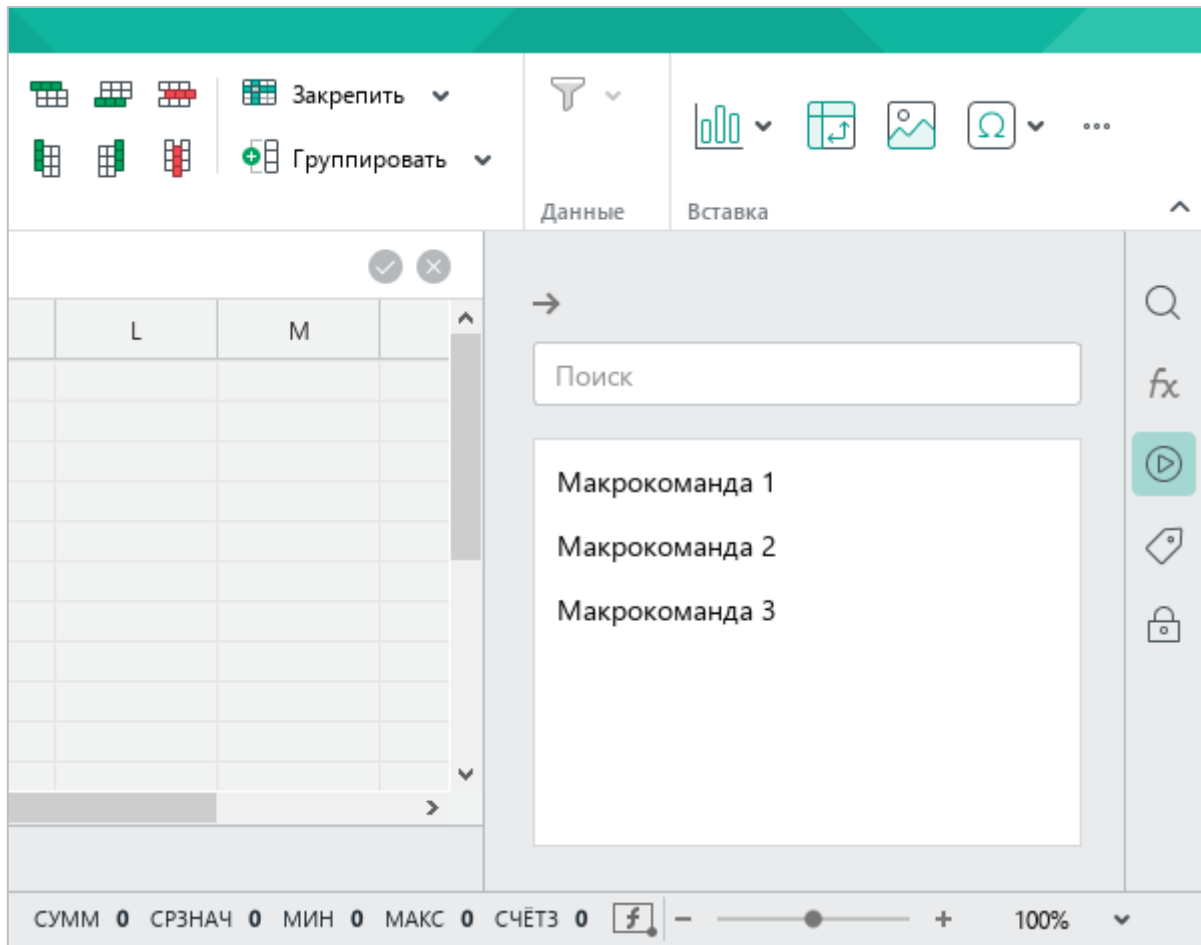 Закрепить
Группировать
Данные
Вставка
L M
Поиск
fx
Макрокоманда 1
Макрокоманда 2
Макрокоманда 3
СУММ 0 СРЗНАЧ 0 МИН 0 МАКС 0 СЧЁТЗ 0 100%